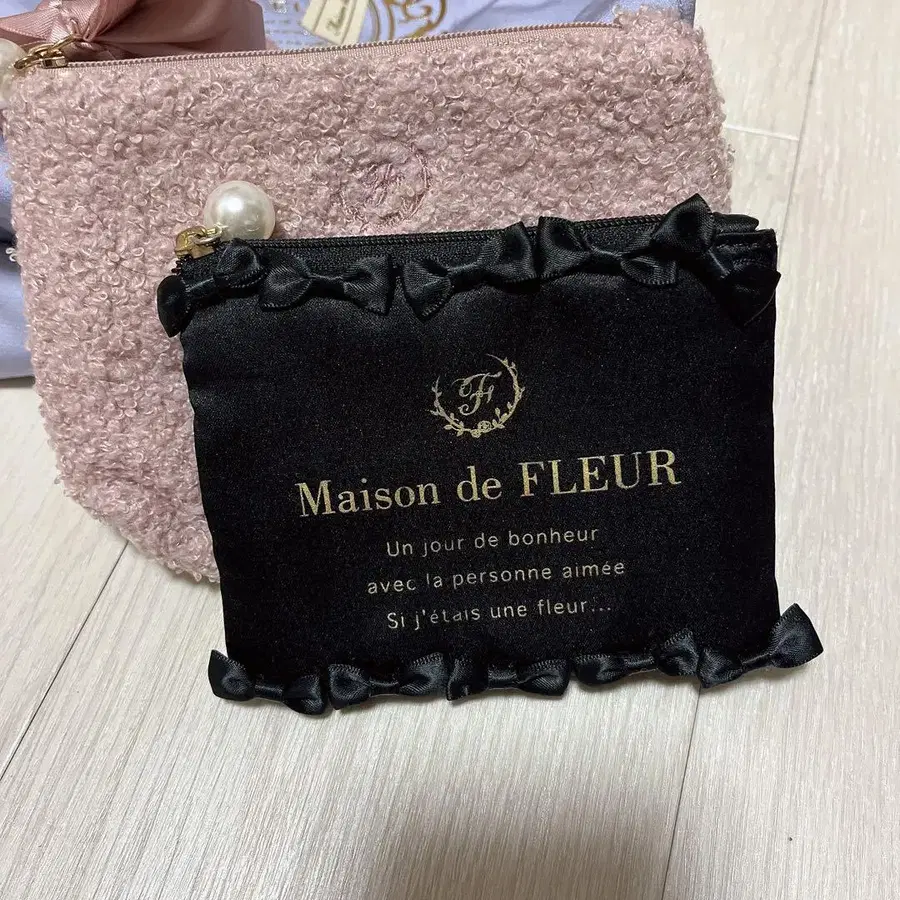 F
Maison de FLEUR
Un jour de bonheur
avec la personne aimée
Si j'étais une fleur...
F